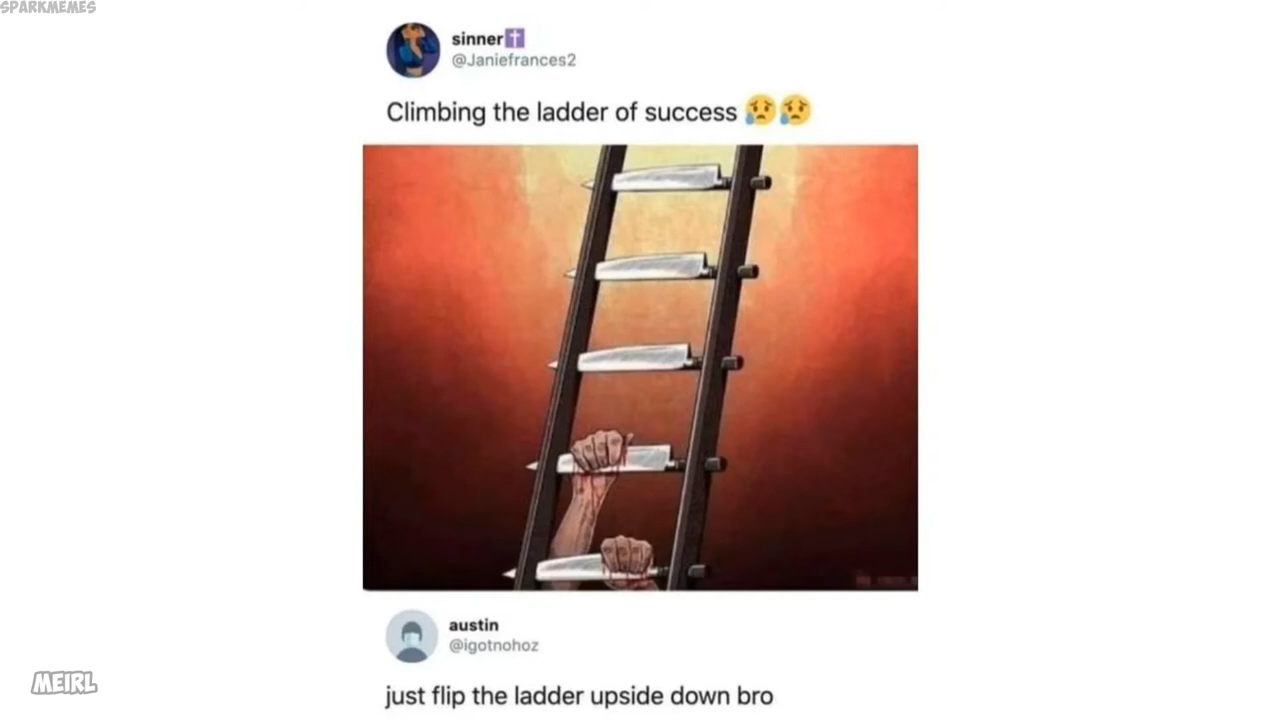 SPARKMEMES
sinner✝️
@Janiefrances2
Climbing the ladder of success 😥😥
austin
@igotnohoz
MEIRL
just flip the ladder upside down bro